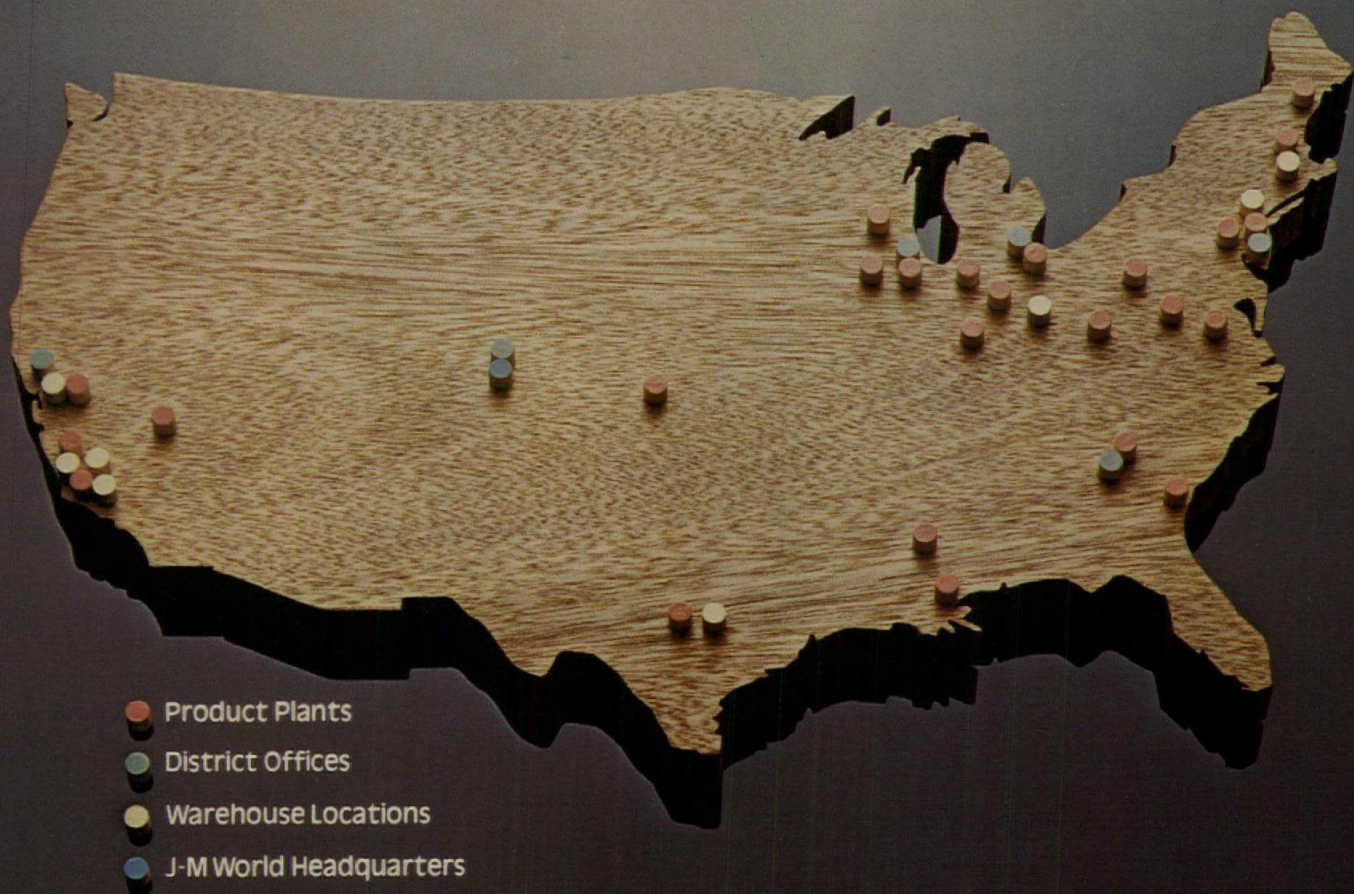 Product Plants
District Offices
Warehouse Locations
J-M World Headquarters